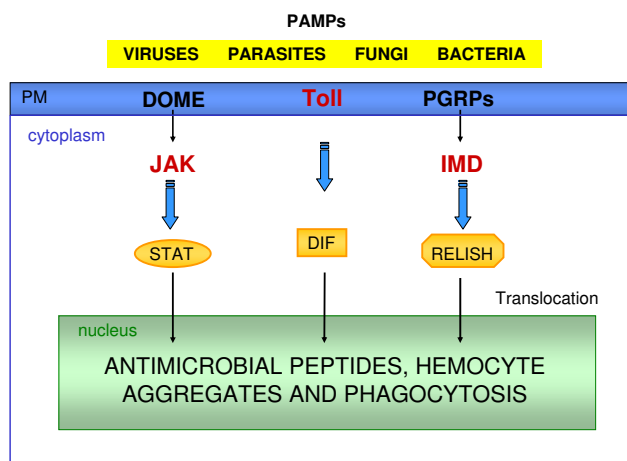 PAMPs
VIRUSES PARASITES FUNGI BACTERIA
PM DOME Toll PGRPs
cytoplasm
JAK IMD
STAT DIF RELISH
Translocation
nucleus
ANTIMICROBIAL PEPTIDES, HEMOCYTE
AGGREGATES AND PHAGOCYTOSIS